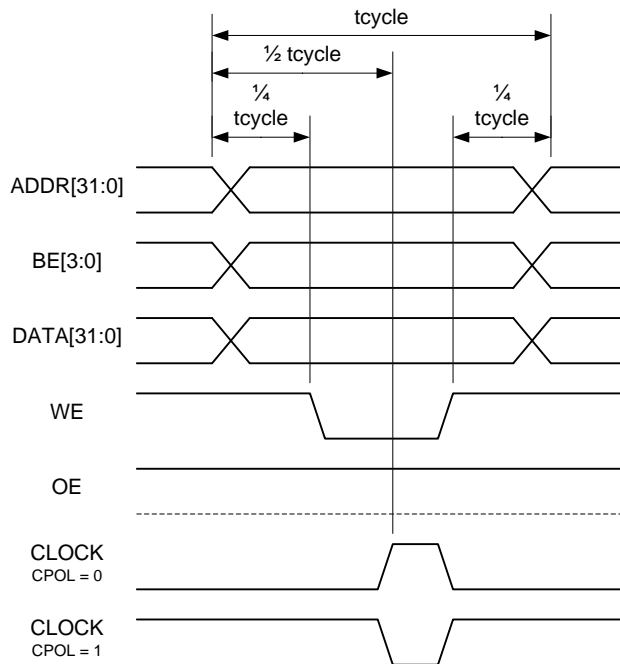 tcycle
½ tcycle
¼
tcycle
¼
tcycle
ADDR[31:0]
BE[3:0]
DATA[31:0]
WE
OE
CLOCK
CPOL = 0
CLOCK
CPOL = 1